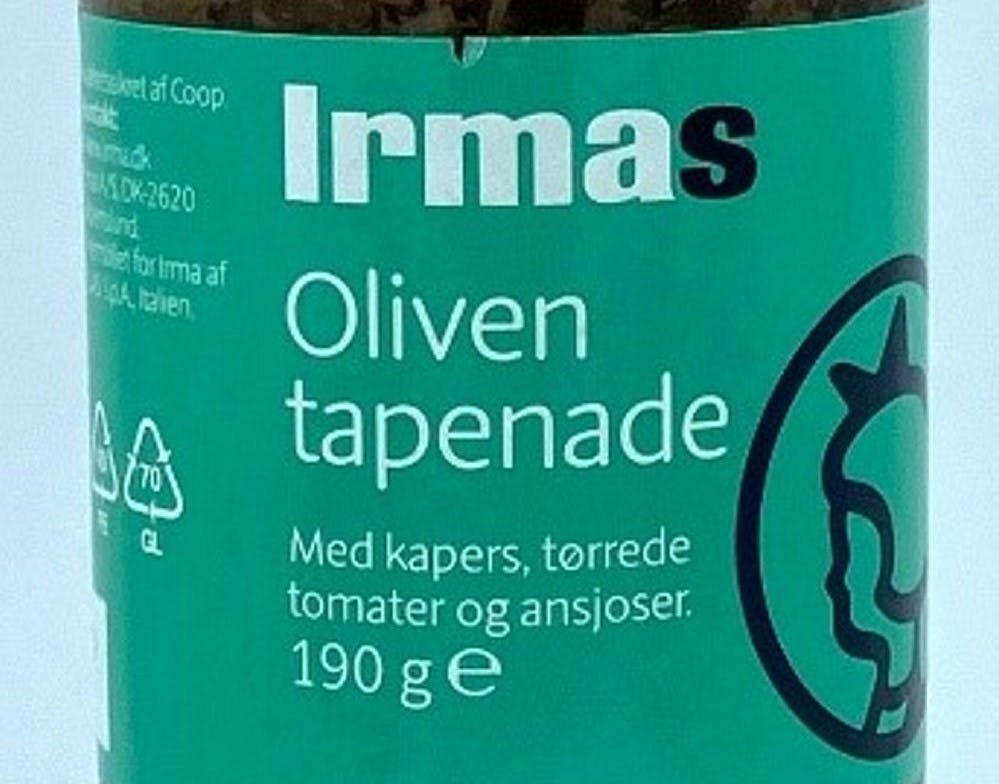 af Coop
Irmas
DK-2620
for Irma af
S.p.A., Italien.
Oliven
tapenade
70
GL
Med kapers, tørrede
tomater og ansjoser.
190 g e